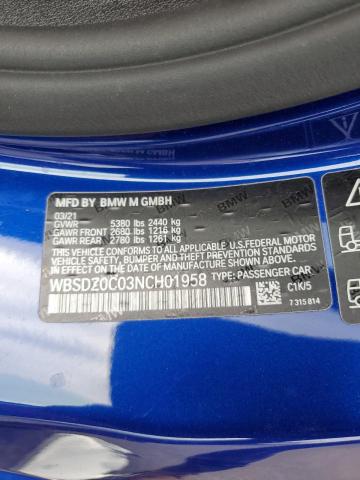 MFD BY BMW M GMBH
03/21
GVWR 5380 lbs 2440 kg
GAWR FRONT 2680 lbs 1216 kg
GAWR REAR 2780 lbs 1261 kg
THIS VEHICLE CONFORMS TO ALL APPLICABLE U.S. FEDERAL MOTOR
VEHICLE SAFETY, BUMPER AND THEFT PREVENTION STANDARDS
IN EFFECT ON THE DATE OF MANUFACTURE SHOWN ABOVE.
WBSDZ0C03NCH01958 TYPE: PASSENGER CAR
C1K/5
7 315 814